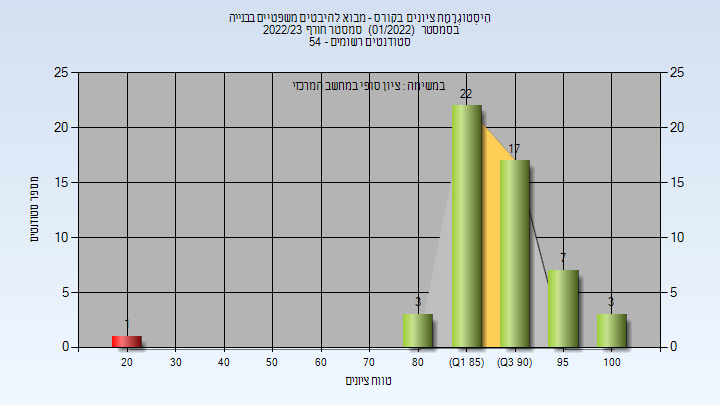 הִיסְטוֹגְרָמַת ציונים בקורס - מבוא להיבטים משפטיים בבנייה
בסמסטר (01/2022) סמסטר חורף 2022/23
סטודנטים רשומים - 54
במשימה : ציון סופי במחשב המרכזי
25 25
20 20
15 15
10 10
5 5
0 0
1 3 22 17 7 3
מספר סטודנטים
20 30 40 50 60 70 80 (Q1 85) (Q3 90) 95 100
טווח ציונים